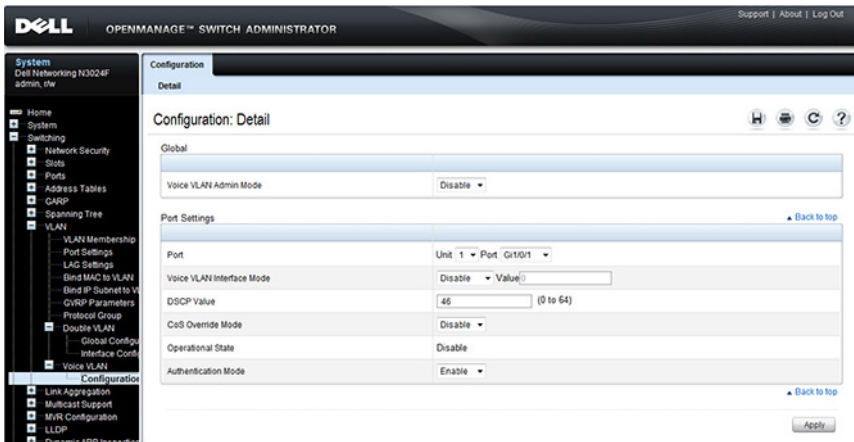 Support | About | Log Out
DELL OPENMANAGE™ SWITCH ADMINISTRATOR
System
Dell Networking N3024F
admin, r/w
Home
System
Switching
Network Security
Slots
Ports
Address Tables
GARP
Spanning Tree
VLAN
VLAN Membership
Port Settings
LAG Settings
Bind MAC to VLAN
Bind IP Subnet to VL
GVRP Parameters
Protocol Group
Double VLAN
Global Configu
Interface Config
Voice VLAN
Configuration
Link Aggregation
Multicast Support
MVR Configuration
LLDP
Dynamic ARP Inspection
Configuration
Detail
Configuration: Detail
Global
Voice VLAN Admin Mode Disable
Port Settings Back to top
Port Unit 1 Port Gi1/0/1
Voice VLAN Interface Mode Disable Value 0
DSCP Value 46 (0 to 64)
CoS Override Mode Disable
Operational State Disable
Authentication Mode Enable
Back to top
Apply